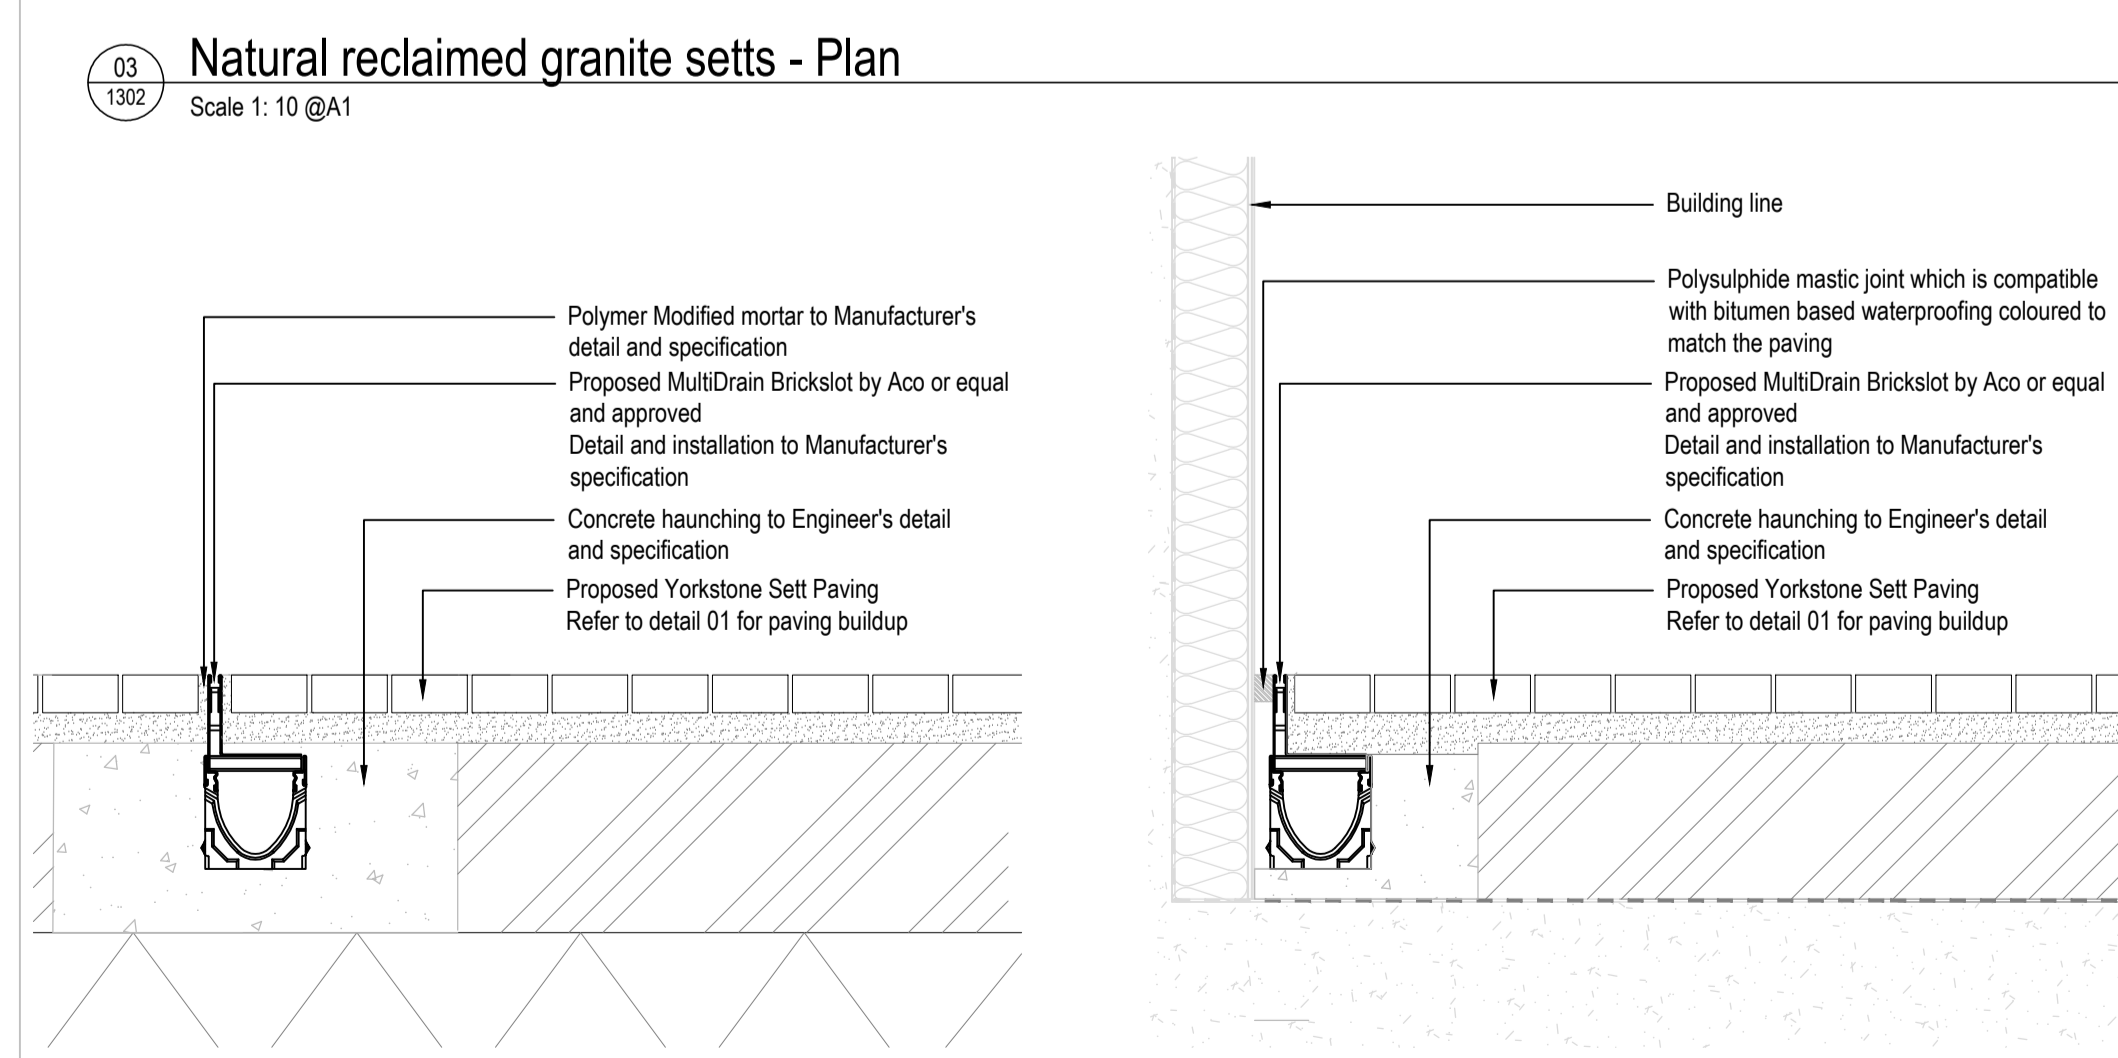 03
1302
Natural reclaimed granite setts - Plan
Scale 1: 10 @A1
Polymer Modified mortar to Manufacturer's
detail and specification
Proposed MultiDrain Brickslot by Aco or equal
and approved
Detail and installation to Manufacturer's
specification
Concrete haunching to Engineer's detail
and specification
Proposed Yorkstone Sett Paving
Refer to detail 01 for paving buildup
Building line
Polysulphide mastic joint which is compatible
with bitumen based waterproofing coloured to
match the paving
Proposed MultiDrain Brickslot by Aco or equal
and approved
Detail and installation to Manufacturer's
specification
Concrete haunching to Engineer's detail
and specification
Proposed Yorkstone Sett Paving
Refer to detail 01 for paving buildup